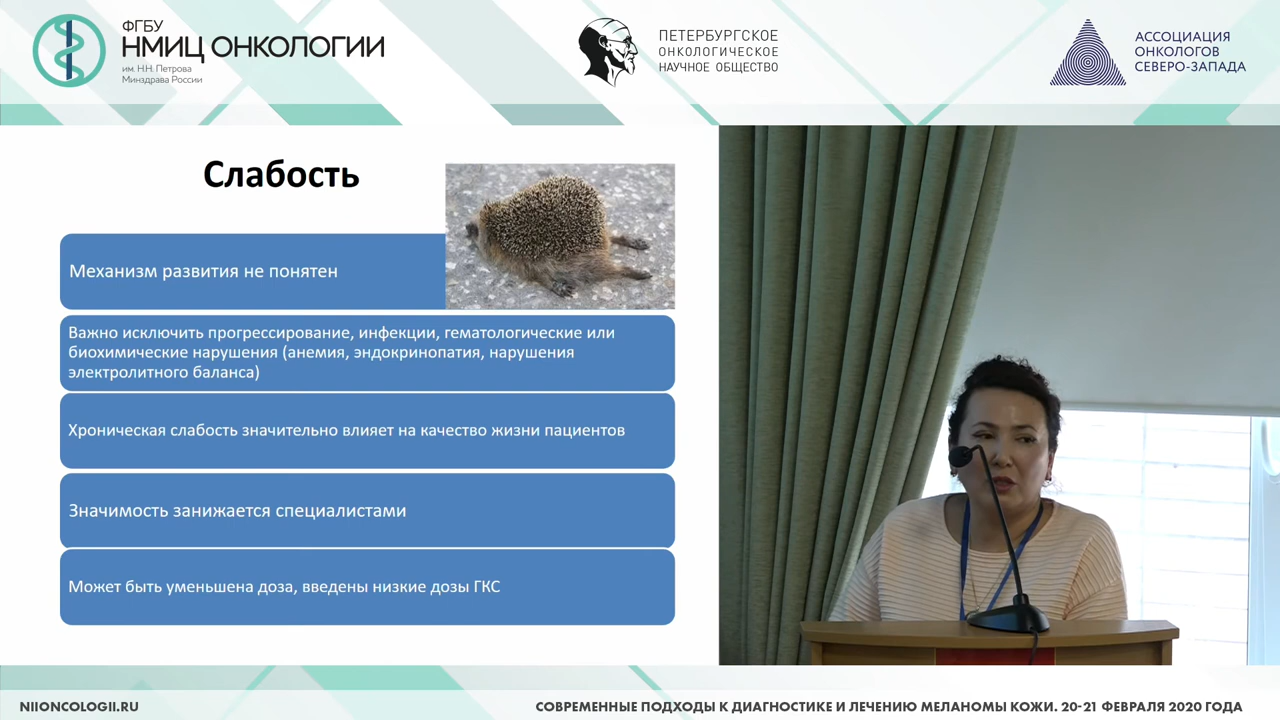 ФГБУ
НМИЦ ОНКОЛОГИИ
им. Н.Н. Петрова
Минздрава России
ПЕТЕРБУРГСКОЕ
ОНКОЛОГИЧЕСКОЕ
НАУЧНОЕ ОБЩЕСТВО
АССОЦИАЦИЯ
ОНКОЛОГОВ
СЕВЕРО-ЗАПАДА
Слабость
Механизм развития не понятен
Важно исключить прогрессирование, инфекции, гематологические или
биохимические нарушения (анемия, эндокринопатия, нарушения
электролитного баланса)
Хроническая слабость значительно влияет на качество жизни пациентов
Значимость занижается специалистами
Может быть уменьшена доза, введены низкие дозы ГКС
NIIONCOLOGII.RU
СОВРЕМЕННЫЕ ПОДХОДЫ К ДИАГНОСТИКЕ И ЛЕЧЕНИЮ МЕЛАНОМЫ КОЖИ. 20-21 ФЕВРАЛЯ 2020 ГОДА